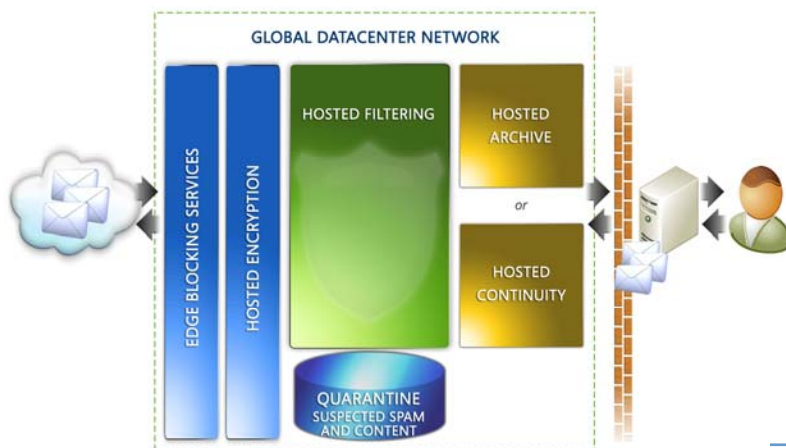 GLOBAL DATACENTER NETWORK
EDGE BLOCKING SERVICES
HOSTED ENCRYPTION
HOSTED FILTERING
HOSTED
ARCHIVE
or
HOSTED
CONTINUITY
QUARANTINE
SUSPECTED SPAM
AND CONTENT